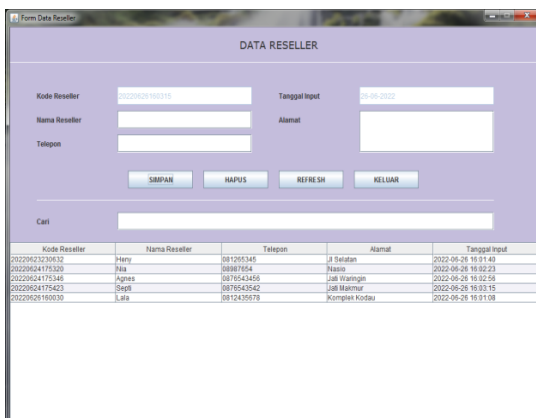 Form Data Reseller
DATA RESELLER
Kode Reseller 20220626160315 Tanggal Input 26-06-2022
Nama Reseller Alamat
Telepon
SIMPAN HAPUS REFRESH KELUAR
Cari
Kode Reseller Nama Reseller Telepon Alamat Tanggal Input
20220623230632 Heny 081265345 Jl Selatan 2022-06-26 16:01:40
20220624175320 Nia 08987654 Nasio 2022-06-26 16:02:23
20220624175346 Agnes 0876543456 Jati Waringin 2022-06-26 16:02:56
20220624175423 Septi 0876543542 Jati Makmur 2022-06-26 16:03:15
20220626160030 Lala 0812435678 Komplek Kodau 2022-06-26 16:01:08